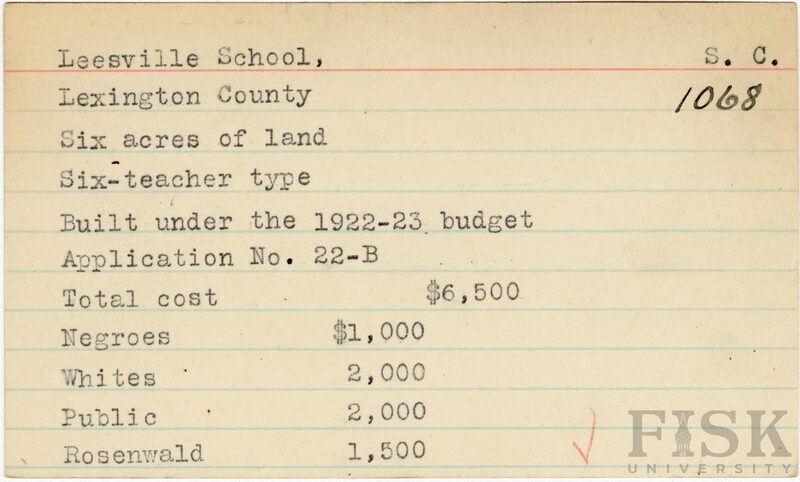 Leesville School, S. C.
Lexington County 1068
Six acres of land
Six-teacher type
Built under the 1922-23 budget
Application No. 22-B
Total cost $6,500
Negroes $1,000
Whites 2,000
Public 2,000
Rosenwald 1,500
FISK
UNIVERSITY